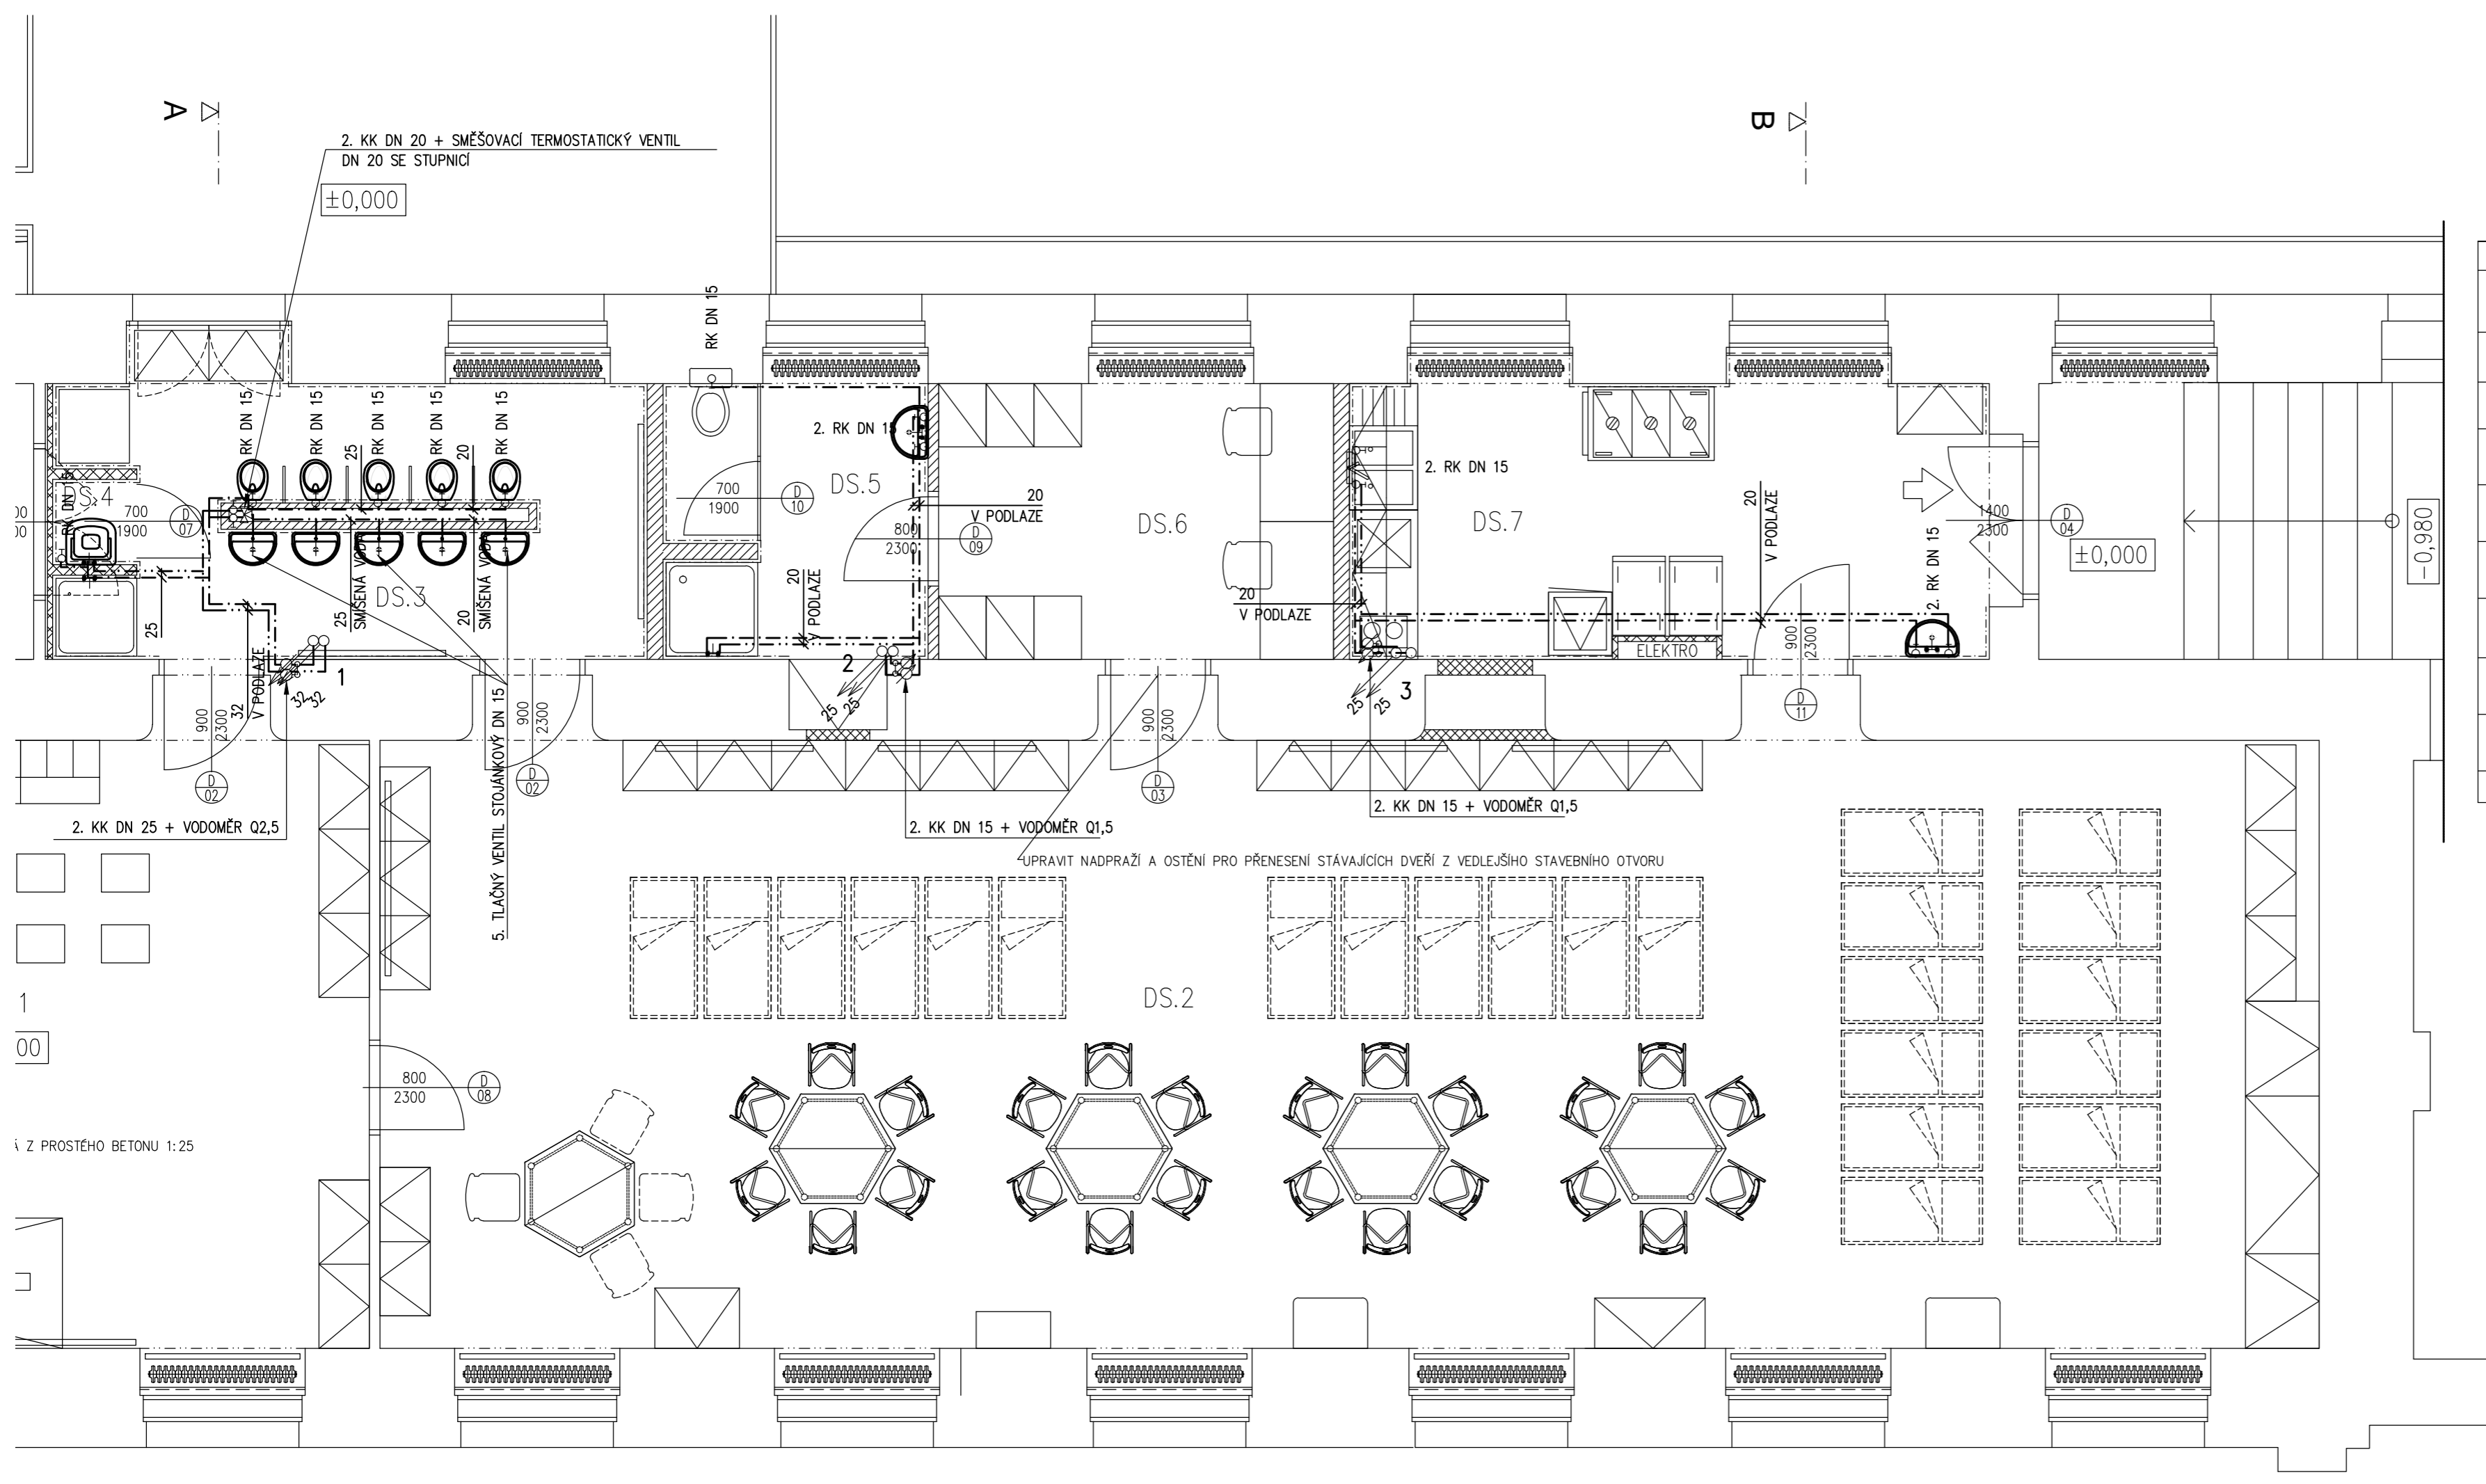 A
B
2. KK DN 20 + SMĚŠOVACÍ TERMOSTATICKÝ VENTIL
DN 20 SE STUPNICÍ
±0,000
RK DN 15
RK DN 15
RK DN 15
RK DN 15
RK DN 15
RK DN 15
25
20
2. RK DN 15
2. RK DN 15
DS.4
RK DN 15
700
1900
D
07
DS.5
700
1900
D
10
20
V PODLAZE
800
2300
D
09
DS.6
DS.7
20
V PODLAZE
1400
2300
D
04
±0,000
-0,980
2. RK DN 15
00
00
DS.3
25
SMÍŠENÁ VODA
20
SMÍŠENÁ VODA
25
20
V PODLAZE
20
V PODLAZE
ELEKTRO
32
V PODLAZE
1
32
32
2
25
25
3
25
25
900
2300
D
02
900
2300
D
02
900
2300
D
03
900
2300
D
11
2. KK DN 25 + VODOMĚR Q2,5
5. TLAČNÝ VENTIL STOJÁNKOVÝ DN 15
2. KK DN 15 + VODOMĚR Q1,5
2. KK DN 15 + VODOMĚR Q1,5
UPRAVIT NADPRAŽÍ A OSTĚNÍ PRO PŘENESENÍ STÁVAJÍCÍCH DVEŘÍ Z VEDLEJŠÍHO STAVEBNÍHO OTVORU
DS.2
1
00
800
2300
D
08
Á Z PROSTÉHO BETONU 1:25